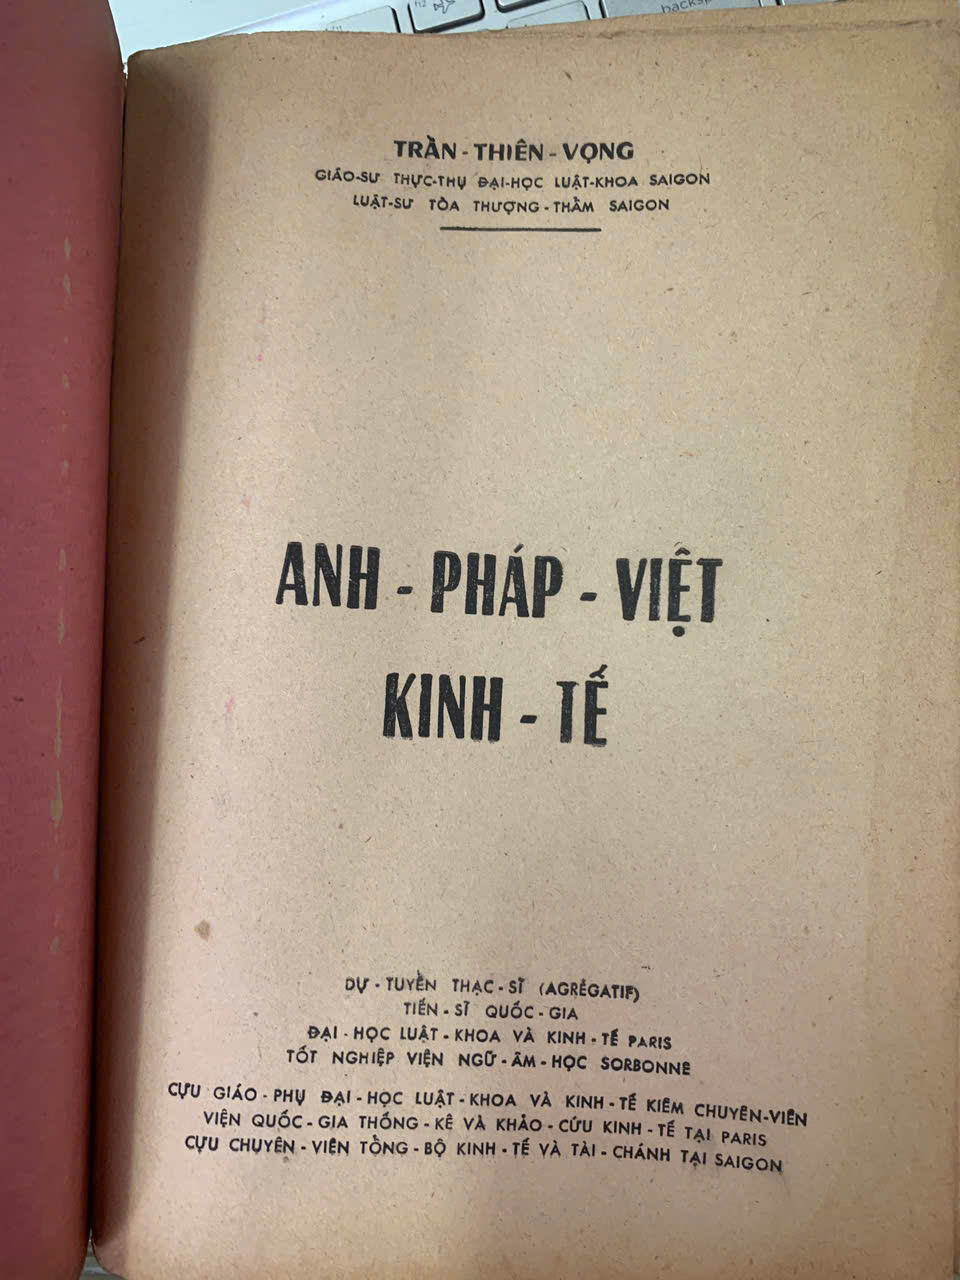 backsp
TRẦN - THIÊN - VỌNG
GIÁO-SƯ THỰC-THỤ ĐẠI-HỌC LUẬT-KHOA SAIGON
LUẬT-SƯ TÒA THƯỢNG - THẨM SAIGON
ANH - PHÁP - VIỆT
KINH - TẾ
DỰ - TUYỂN THẠC - SĨ (AGRÉGATIF)
TIẾN - SĨ QUỐC - GIA
ĐẠI - HỌC LUẬT - KHOA VÀ KINH - TẾ PARIS
TỐT NGHIỆP VIỆN NGỮ - ÂM - HỌC SORBONNE
CỰU GIÁO - PHỤ ĐẠI - HỌC LUẬT - KHOA VÀ KINH - TẾ KIÊM CHUYÊN-VIÊN
VIỆN QUỐC - GIA THỐNG - KÊ VÀ KHẢO - CỨU KINH - TẾ TẠI PARIS
CỰU CHUYÊN - VIÊN TỔNG - BỘ KINH - TẾ VÀ TÀI - CHÁNH TẠI SAIGON